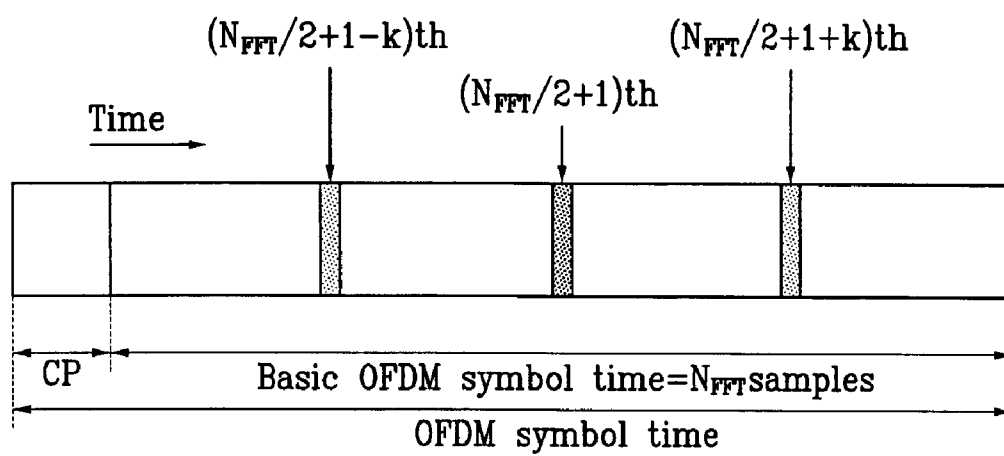 (N_FFT/2+1-k)th
(N_FFT/2+1+k)th
(N_FFT/2+1)th
Time
CP
Basic OFDM symbol time=N_FFT samples
OFDM symbol time